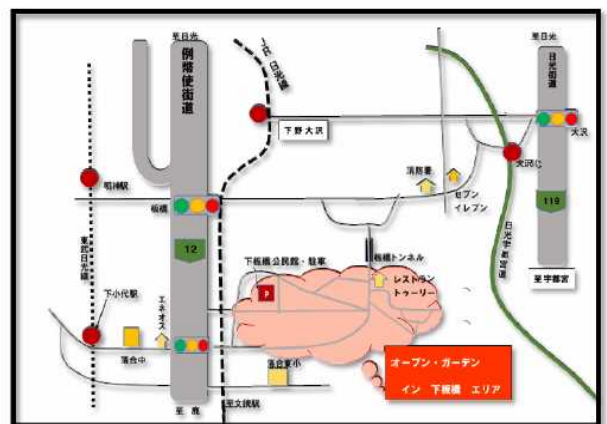 至日光
例幣使街道
JR 日光線
至日光
日光街道
下野大沢
大沢
明神駅
消防署
セブン
イレブン
大沢IC
板橋
119
日光宇都宮道
東武日光線
12
下板橋公民館・駐車
板橋トンネル
レストラン
トゥーリー
至宇都宮
P
下小代駅
エネオス
落合中
落合東小
オープン・ガーデン
イン 下板橋 エリア
至 鹿
至文挟駅